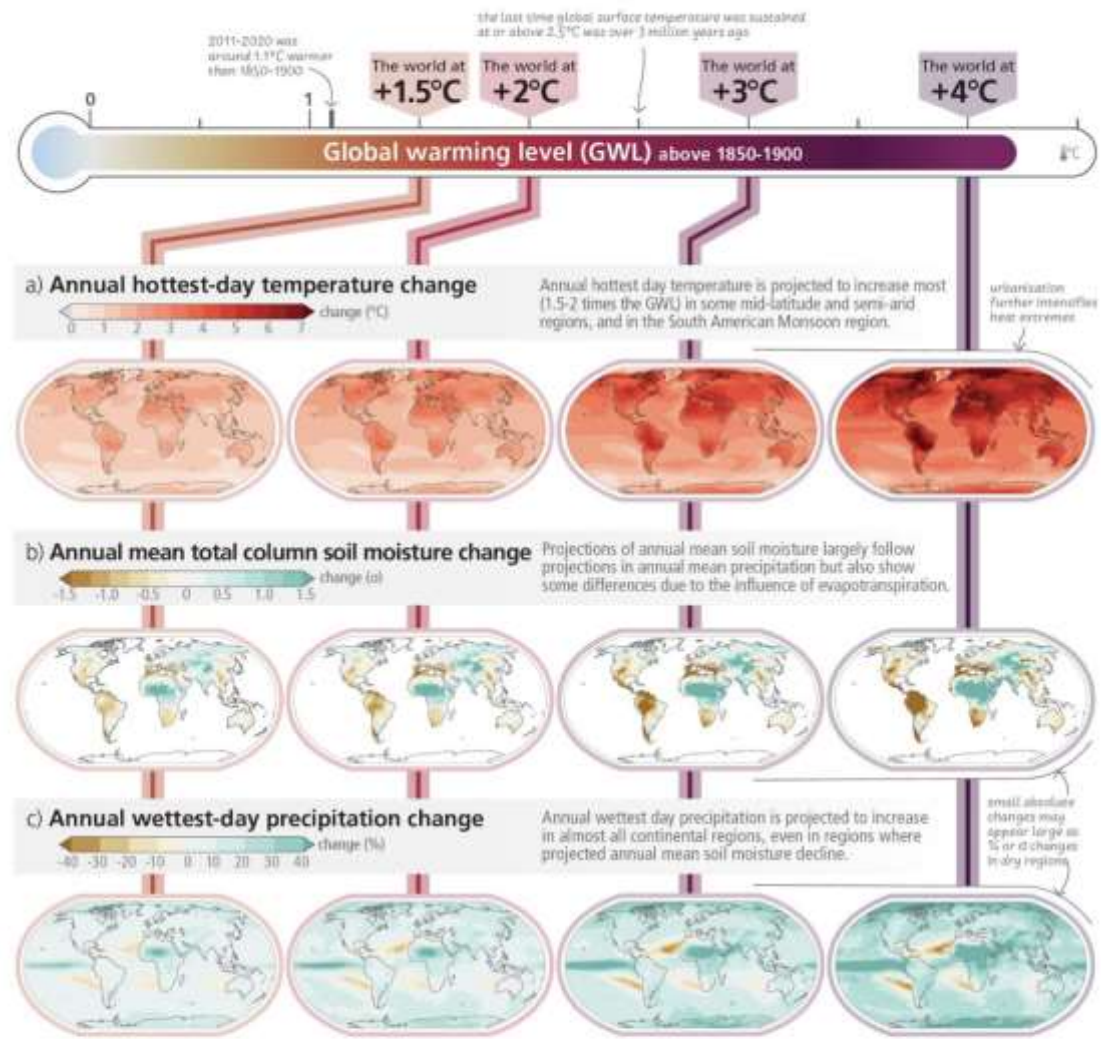 the last time global surface temperature was sustained
at or above 2.5°C was over 3 million years ago
2011-2020 was
around 1.1°C warmer
than 1850-1900
The world at
+1.5°C
The world at
+2°C
The world at
+3°C
The world at
+4°C
0
1
Global warming level (GWL) above 1850-1900
°C
a) Annual hottest-day temperature change
change (°C)
0 1 2 3 4 5 6 7
Annual hottest day temperature is projected to increase most
(1.5-2 times the GWL) in some mid-latitude and semi-arid
regions, and in the South American Monsoon region.
urbanisation
further intensifies
heat extremes
b) Annual mean total column soil moisture change
change (σ)
-1.5 -1.0 -0.5 0 0.5 1.0 1.5
Projections of annual mean soil moisture largely follow
projections in annual mean precipitation but also show
some differences due to the influence of evapotranspiration.
c) Annual wettest-day precipitation change
change (%)
-40 -30 -20 -10 0 10 20 30 40
Annual wettest day precipitation is projected to increase
in almost all continental regions, even in regions where
projected annual mean soil moisture decline.
small absolute
changes may
appear large as
% or σ changes
in dry regions